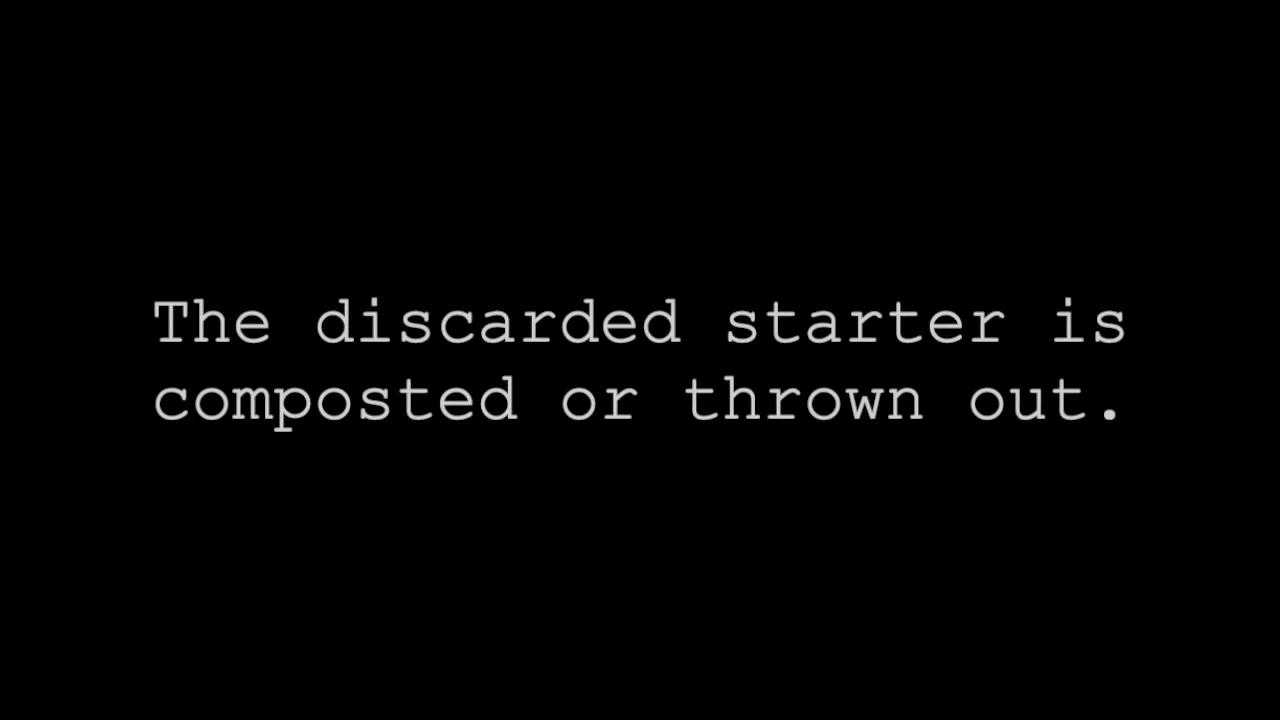 The discarded starter is
composted or thrown out.